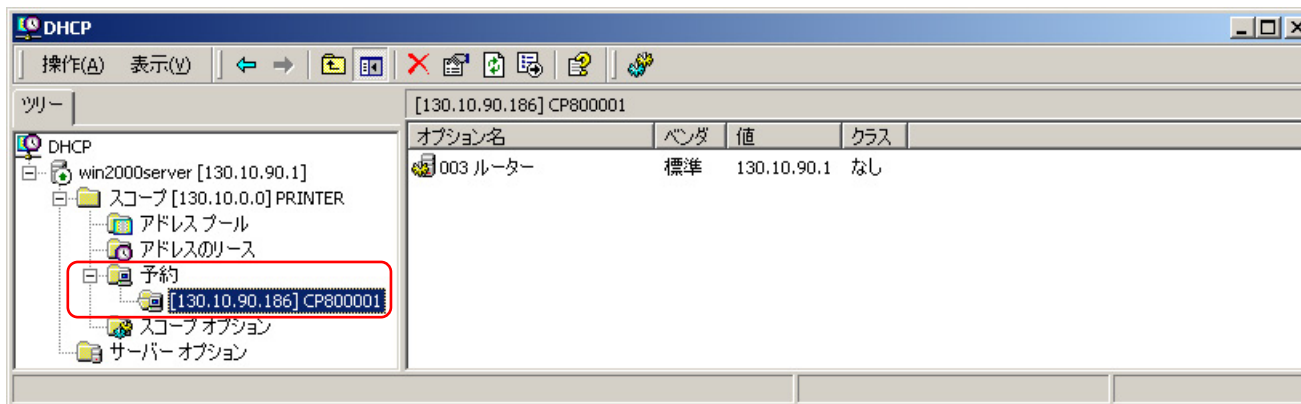 DHCP
操作(A) 表示(V)
ツリー
[130.10.90.186] CP800001
DHCP
win2000server [130.10.90.1]
スコープ [130.10.0.0] PRINTER
アドレス プール
アドレスのリース
予約
[130.10.90.186] CP800001
スコープ オプション
サーバー オプション
オプション名 ベンダ 値 クラス
003 ルーター 標準 130.10.90.1 なし